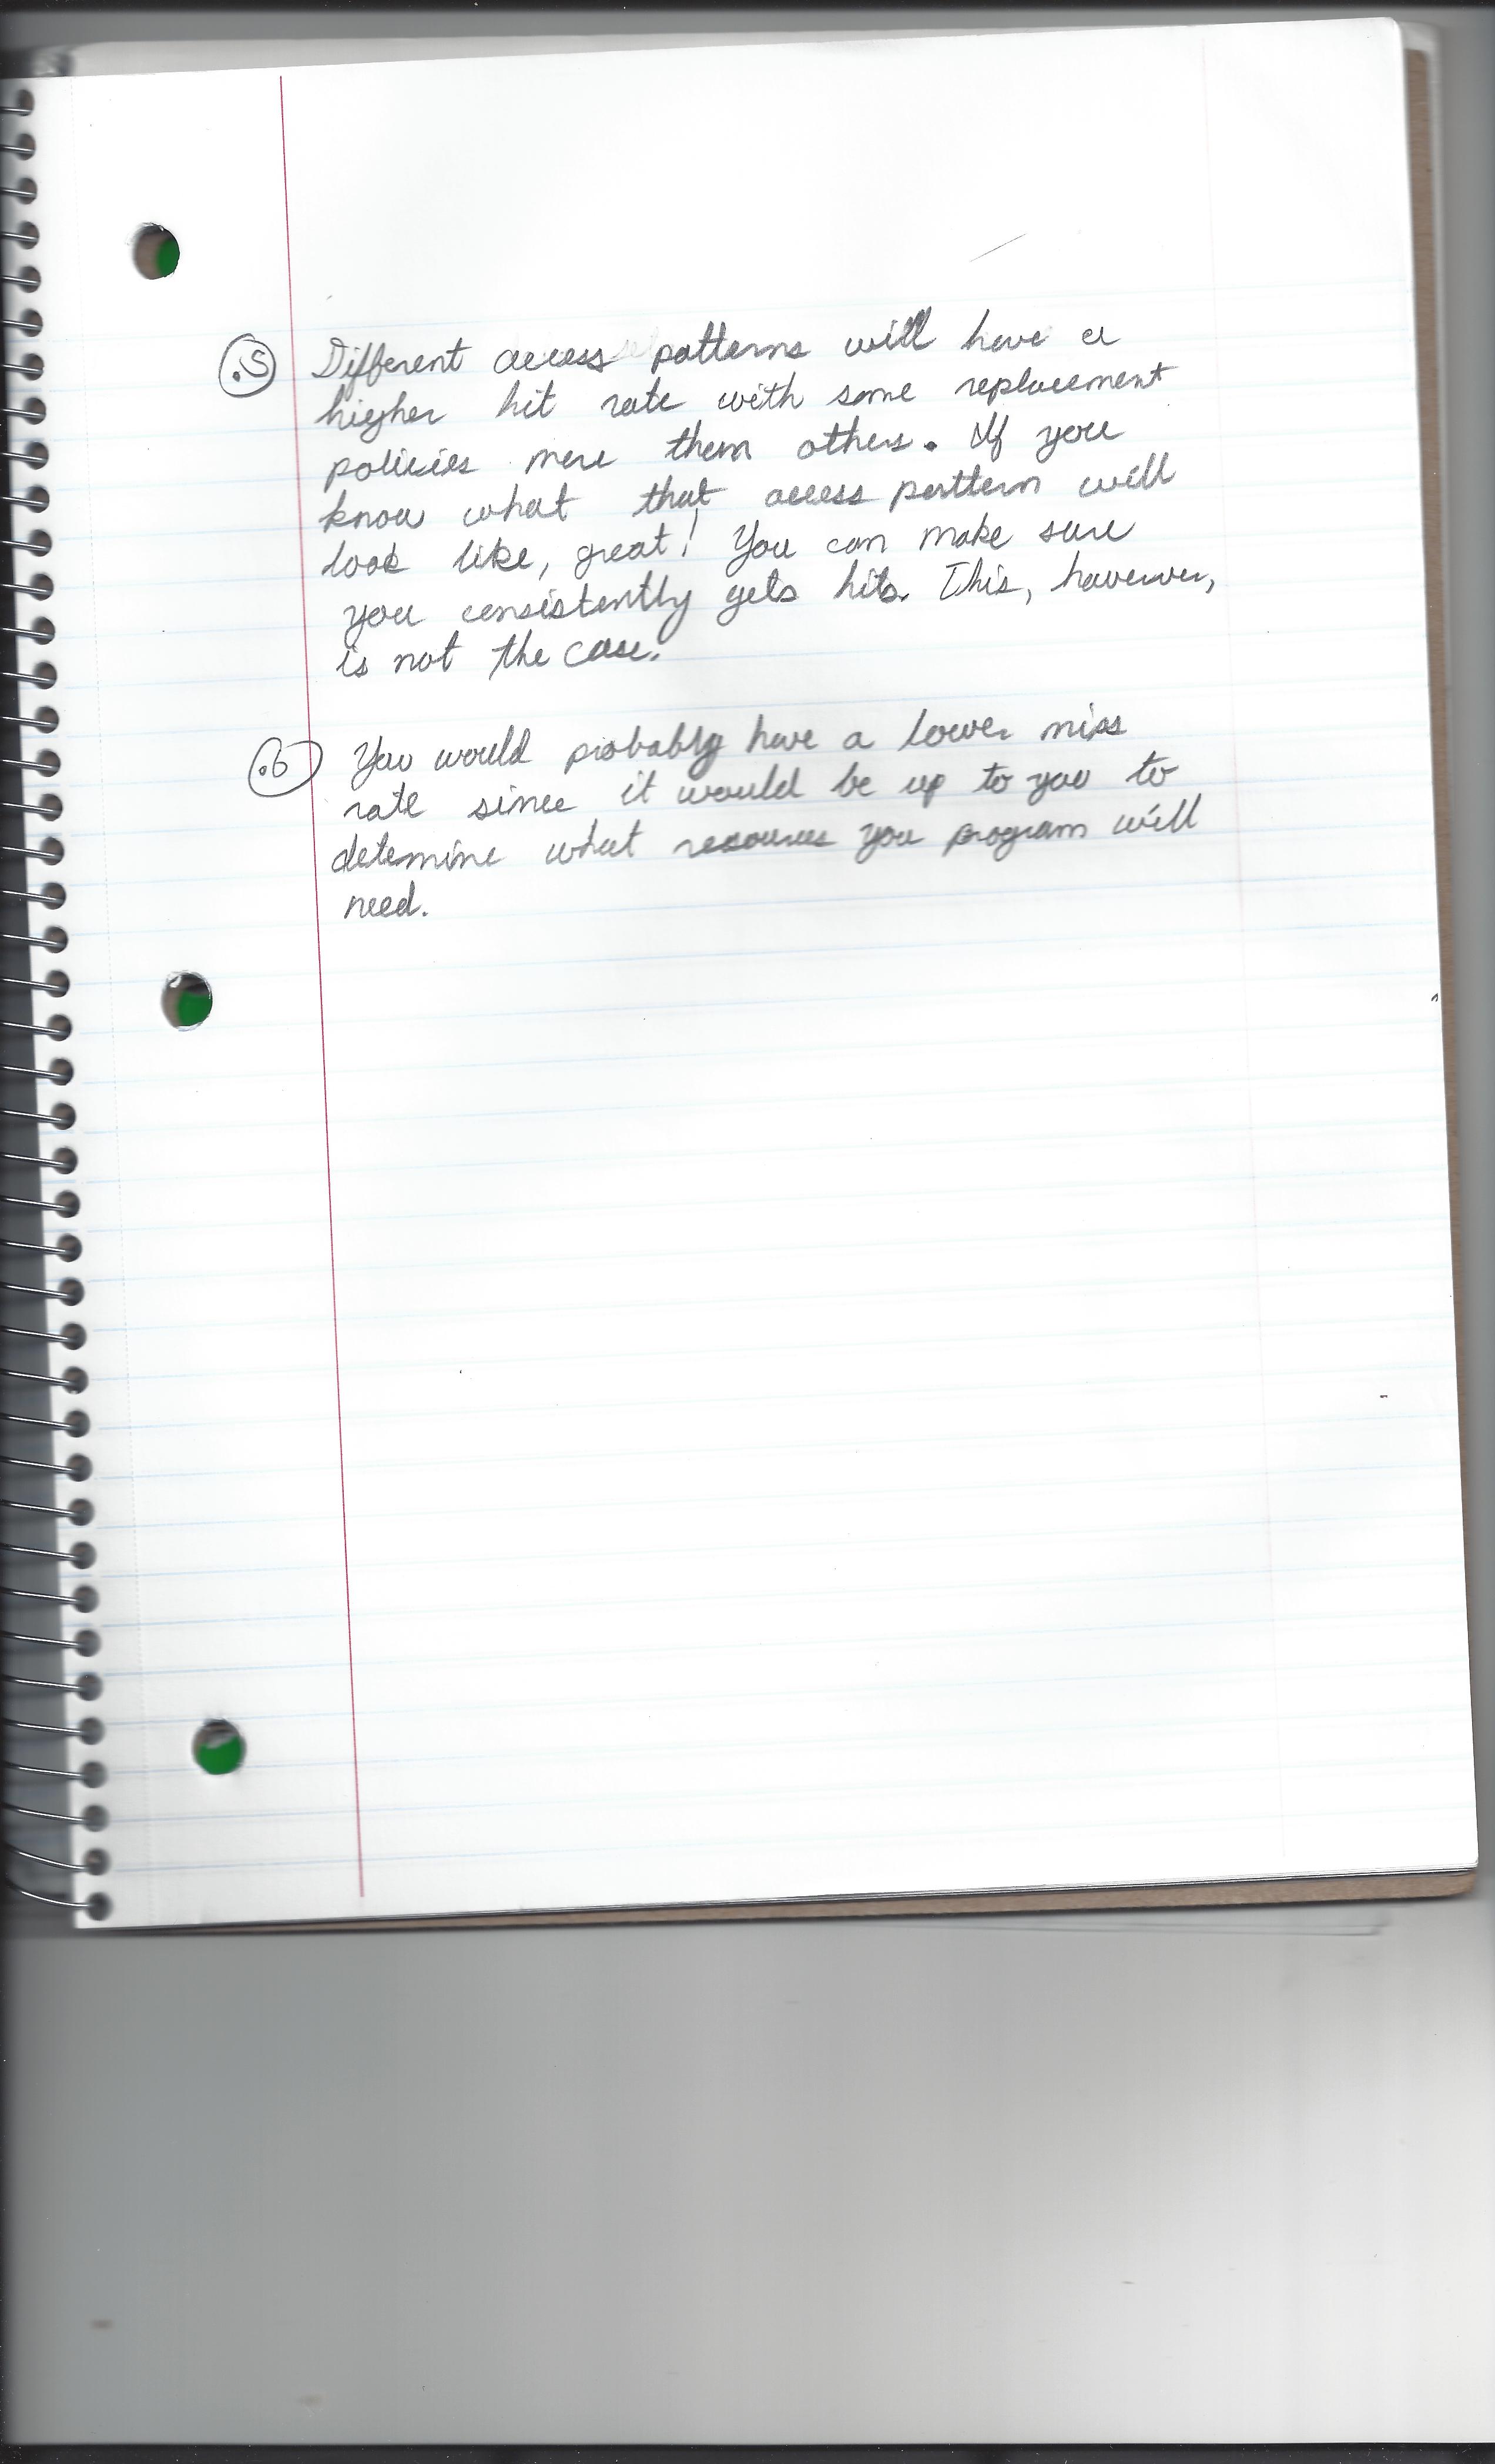 .5 Different access patterns will have a
higher hit rate with some replacement
policies more them others. If you
know what that access pattern will
look like, great! You can make sure
you consistently gets hits. This, however,
is not the case.
.6 You would probably have a lower miss
rate since it would be up to you to
detemine what resources you program will
need.